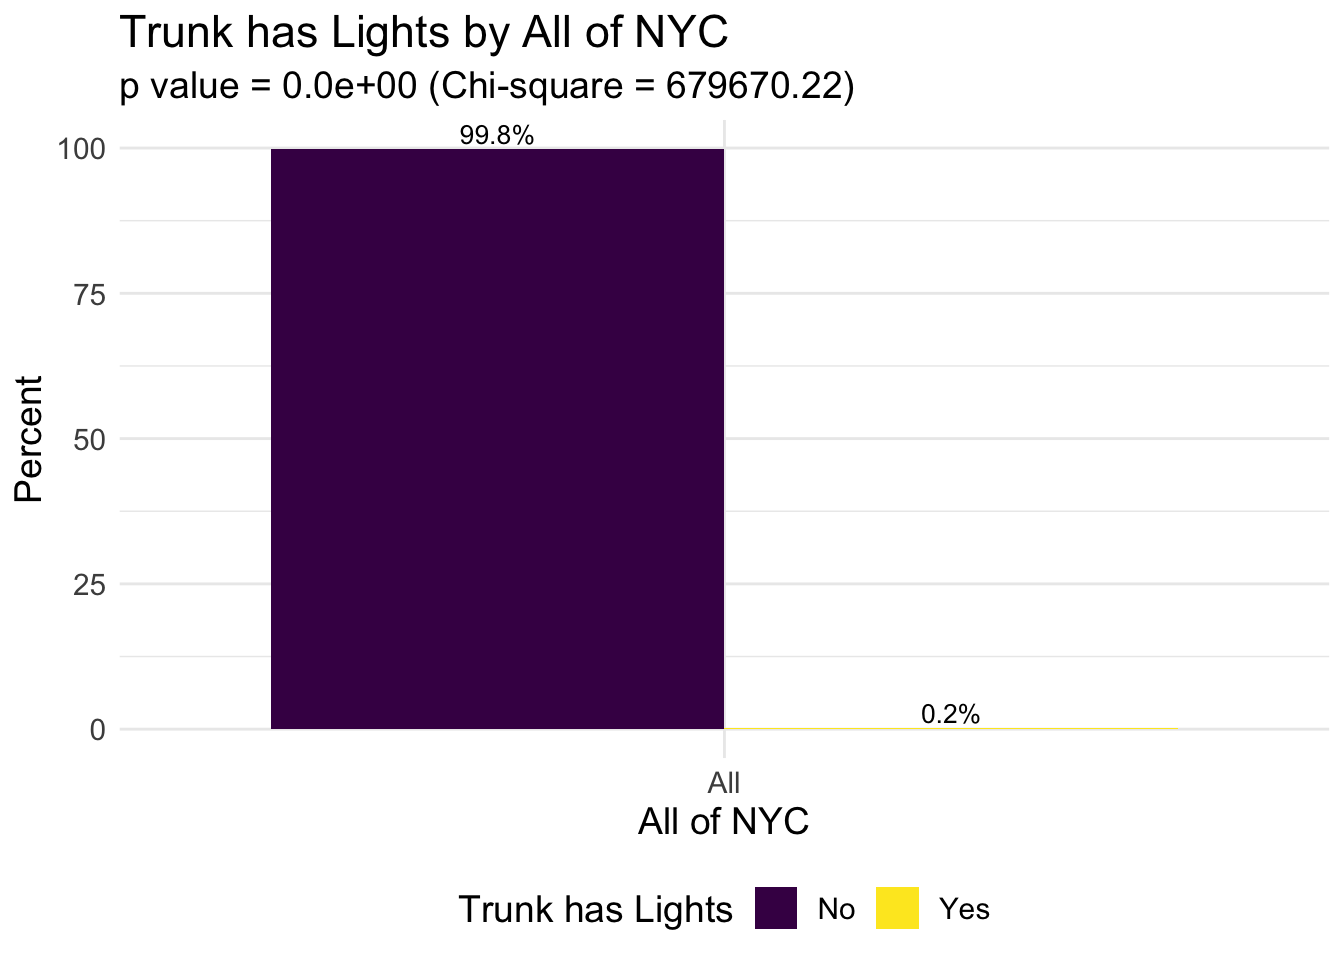 Trunk has Lights by All of NYC
p value = 0.0e+00 (Chi-square = 679670.22)
99.8%
100
75
Percent
50
25
0.2%
0
All
All of NYC
Trunk has Lights No Yes